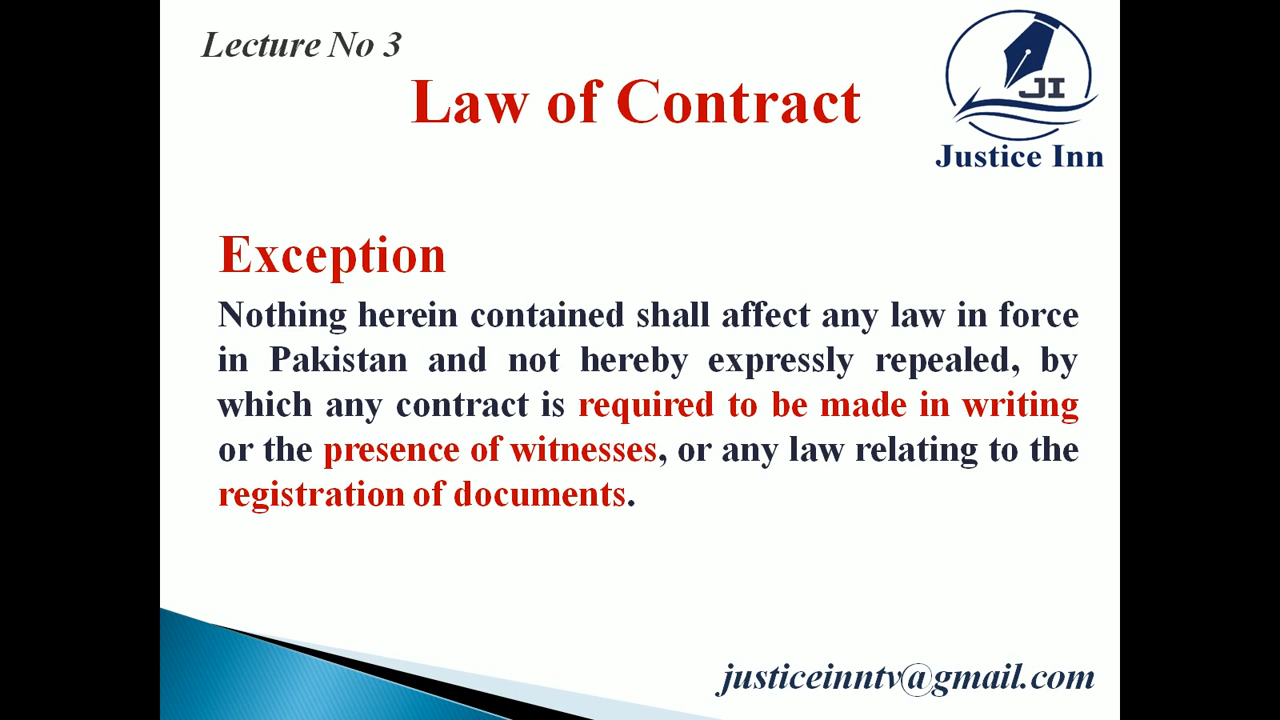 Lecture No 3
Law of Contract
JI
Justice Inn
Exception
Nothing herein contained shall affect any law in force
in Pakistan and not hereby expressly repealed, by
which any contract is required to be made in writing
or the presence of witnesses, or any law relating to the
registration of documents.
justiceinntv@gmail.com